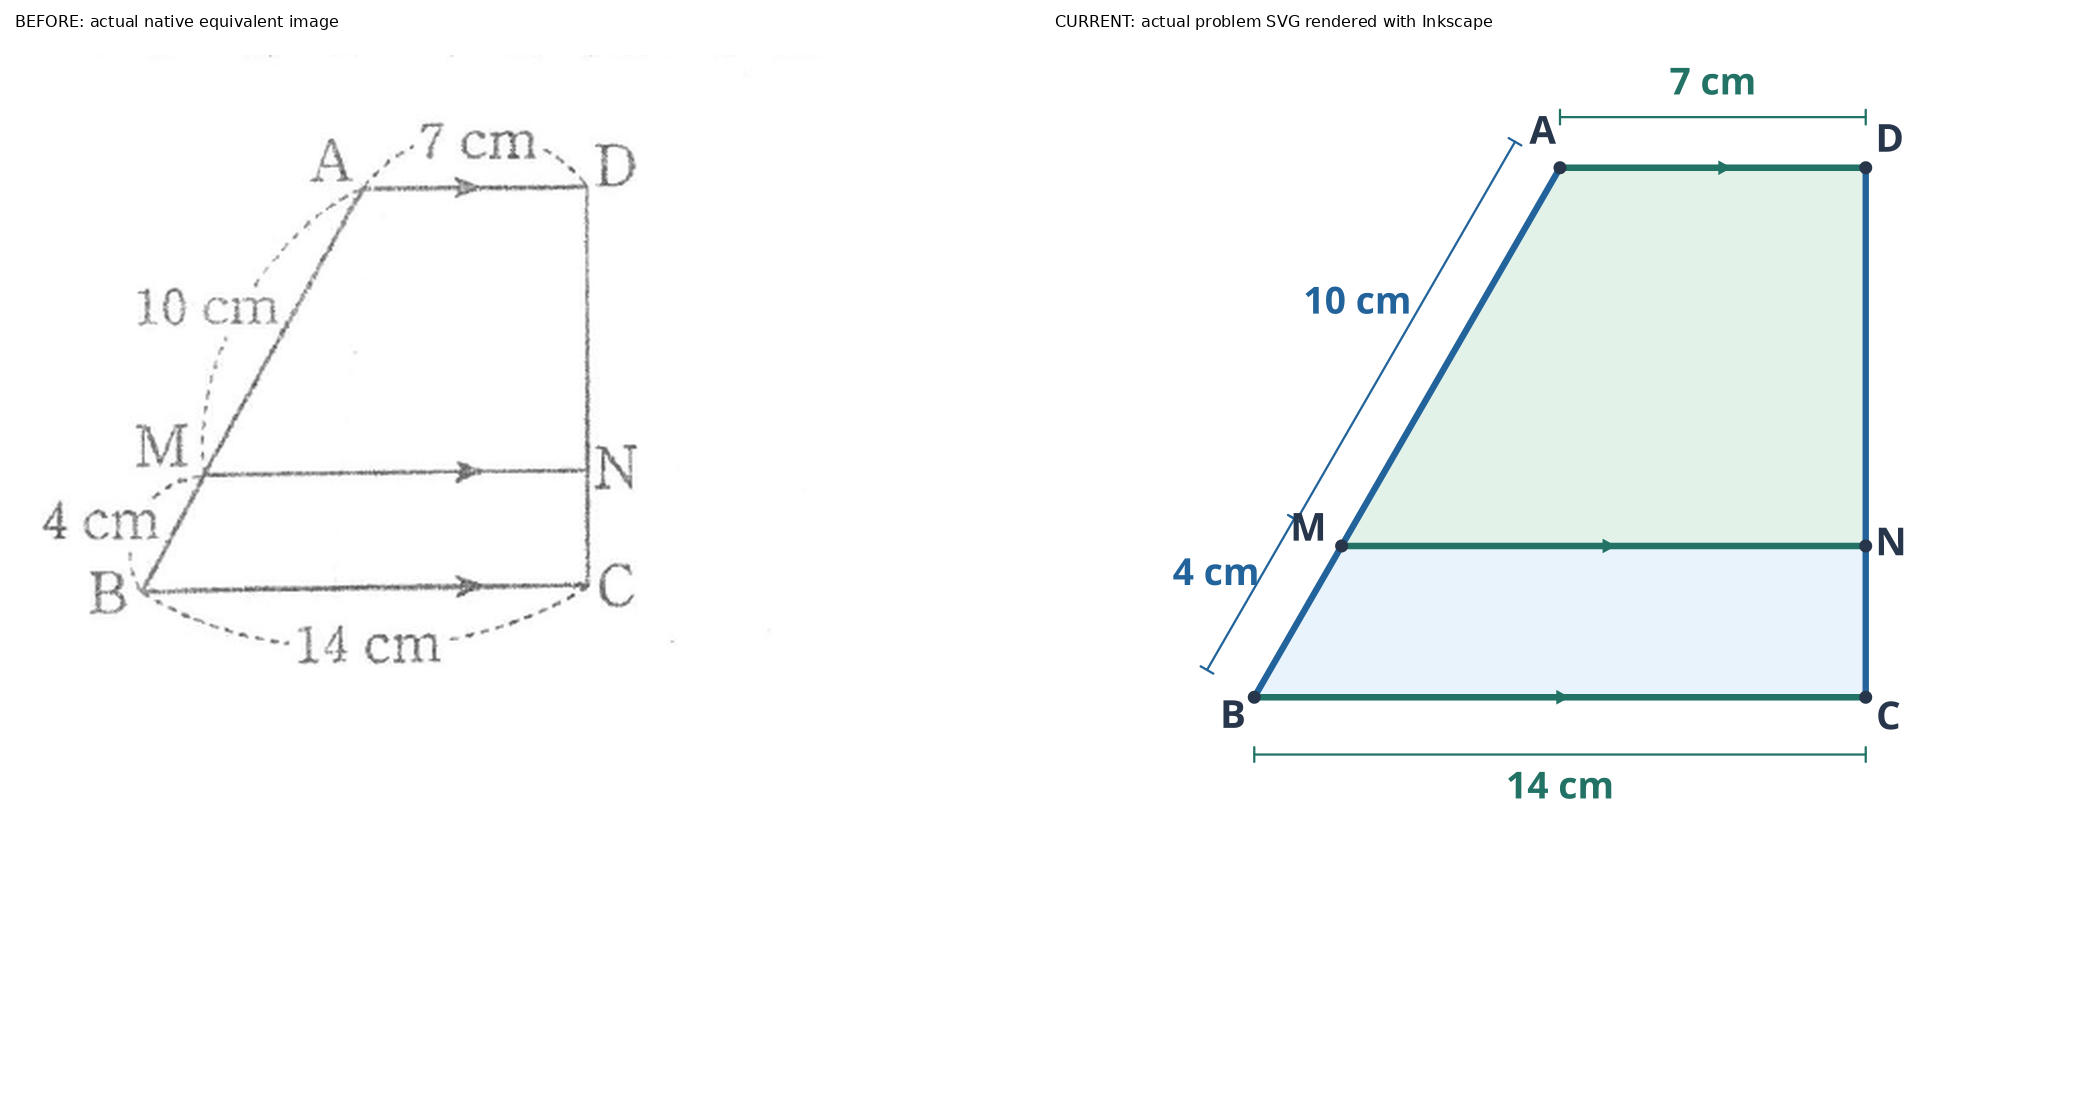 BEFORE: actual native equivalent image
A 7 cm D
10 cm
M N
4 cm
B C
14 cm
CURRENT: actual problem SVG rendered with Inkscape
7 cm
A D
10 cm
M N
4 cm
B C
14 cm